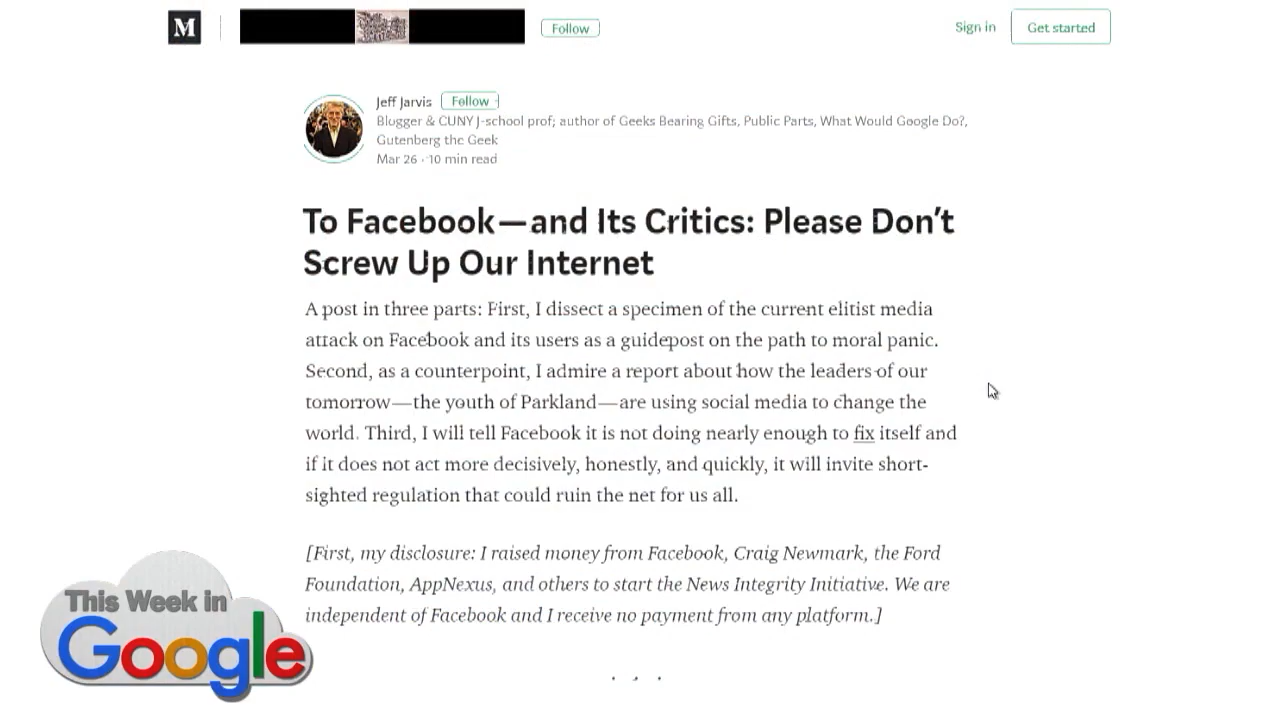 M
Follow
Sign in
Get started
Jeff Jarvis Follow
Blogger & CUNY J-school prof; author of Geeks Bearing Gifts, Public Parts, What Would Google Do?,
Gutenberg the Geek
Mar 26 · 10 min read
To Facebook—and Its Critics: Please Don’t
Screw Up Our Internet
A post in three parts: First, I dissect a specimen of the current elitist media
attack on Facebook and its users as a guidepost on the path to moral panic.
Second, as a counterpoint, I admire a report about how the leaders of our
tomorrow—the youth of Parkland—are using social media to change the
world. Third, I will tell Facebook it is not doing nearly enough to fix itself and
if it does not act more decisively, honestly, and quickly, it will invite short-
sighted regulation that could ruin the net for us all.
[First, my disclosure: I raised money from Facebook, Craig Newmark, the Ford
Foundation, AppNexus, and others to start the News Integrity Initiative. We are
independent of Facebook and I receive no payment from any platform.]
. . .
This Week in
Google